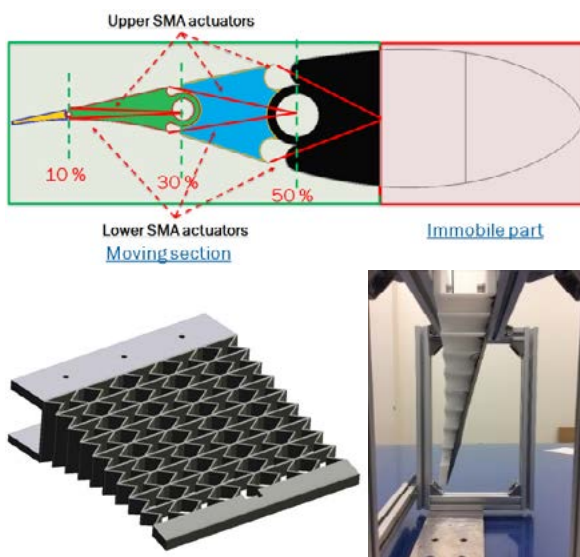 Upper SMA actuators
10 %
30 %
50 %
Lower SMA actuators
Moving section
Immobile part